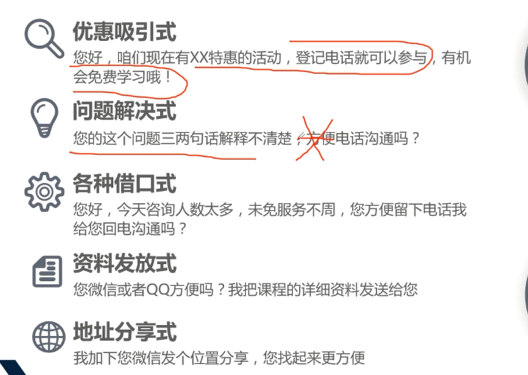 优惠吸引式
您好，咱们现在有XX特惠的活动，登记电话就可以参与，有机
会免费学习哦！
问题解决式
您的这个问题三两句话解释不清楚，方便电话沟通吗？
各种借口式
您好，今天咨询人数太多，未免服务不周，您方便留下电话我
给您回电沟通吗？
资料发放式
您微信或者QQ方便吗？我把课程的详细资料发送给您
地址分享式
我加下您微信发个位置分享，您找起来更方便